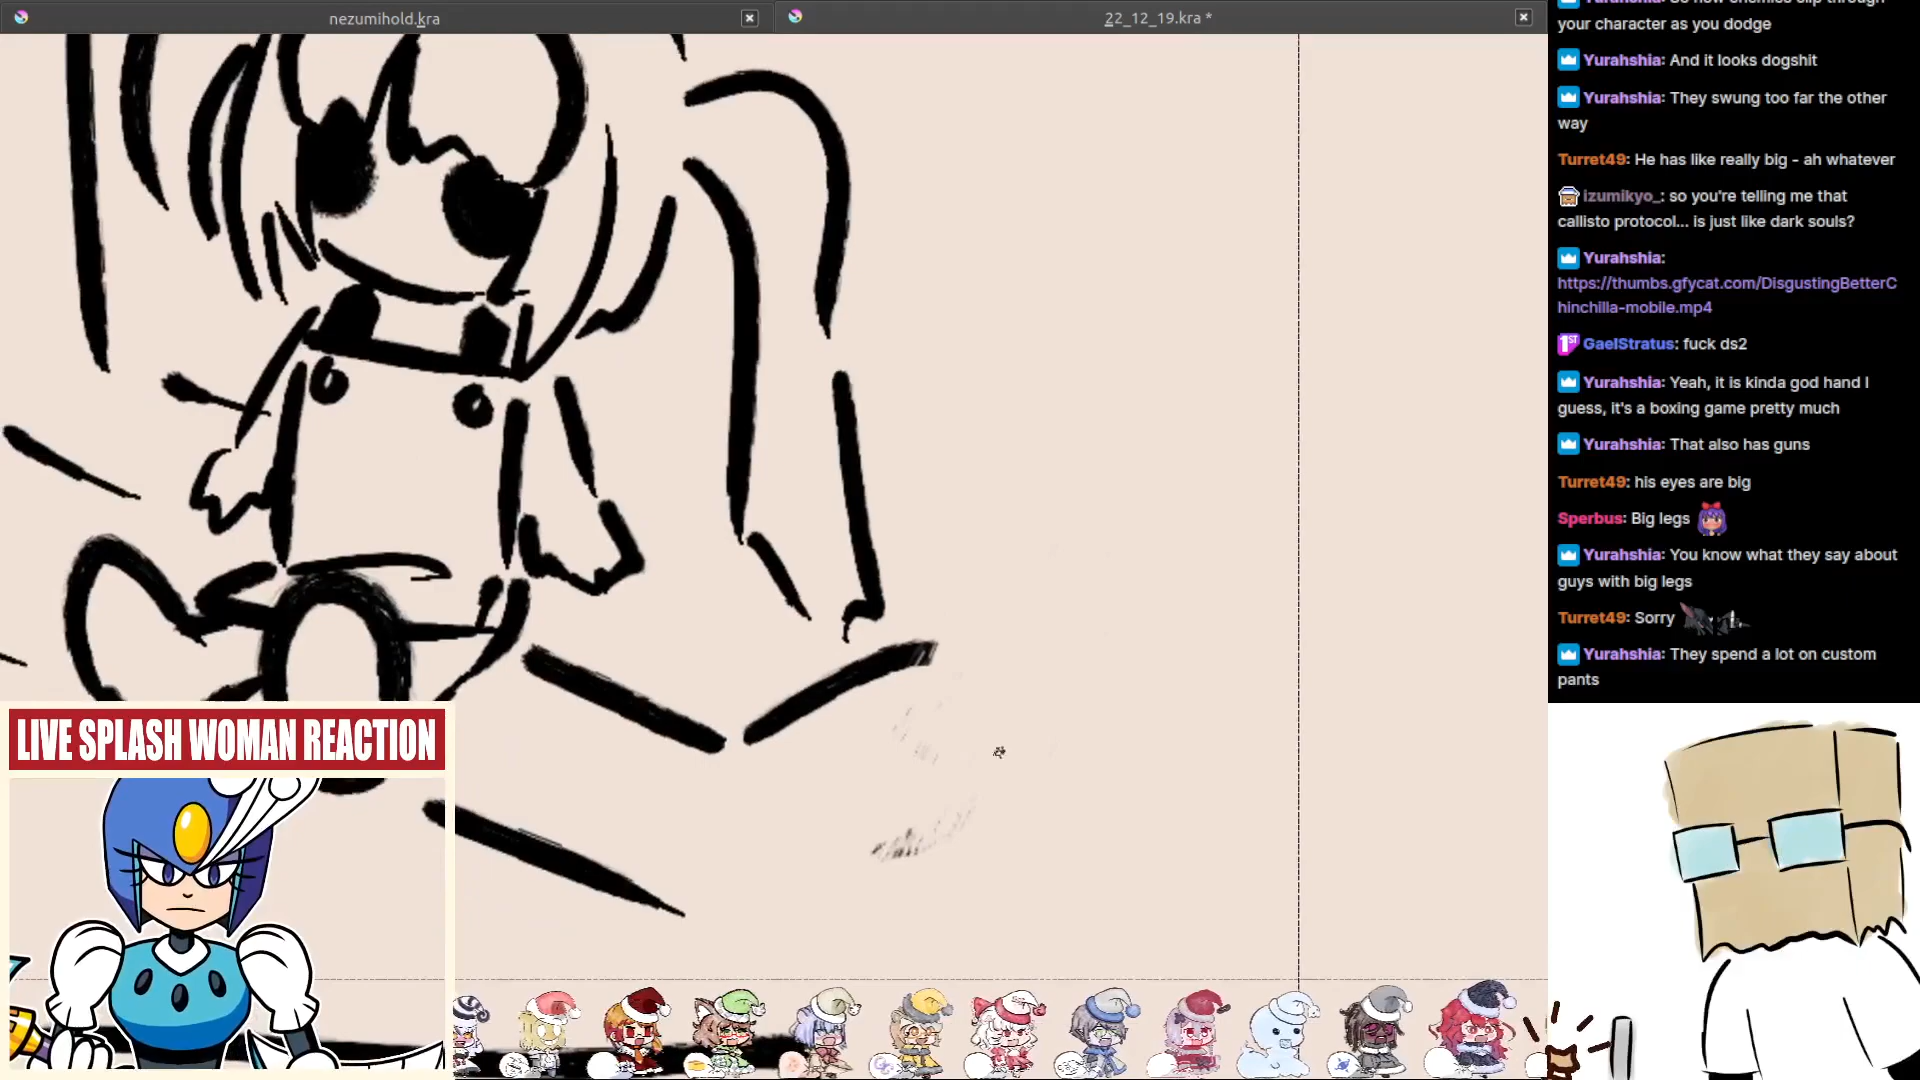 nezumihold.kra
22_12_19.kra *
your character as you dodge
Yurahshia: And it looks dogshit
Yurahshia: They swung too far the other
way
Turret49: He has like really big - ah whatever
izumikyo_: so you're telling me that
callisto protocol... is just like dark souls?
Yurahshia:
https://thumbs.gfycat.com/DisgustingBetterC
hinchilla-mobile.mp4
1ST GaelStratus: fuck ds2
Yurahshia: Yeah, it is kinda god hand I
guess, it's a boxing game pretty much
Yurahshia: That also has guns
Turret49: his eyes are big
Sperbus: Big legs
Yurahshia: You know what they say about
guys with big legs
Turret49: Sorry
Yurahshia: They spend a lot on custom
pants
LIVE SPLASH WOMAN REACTION